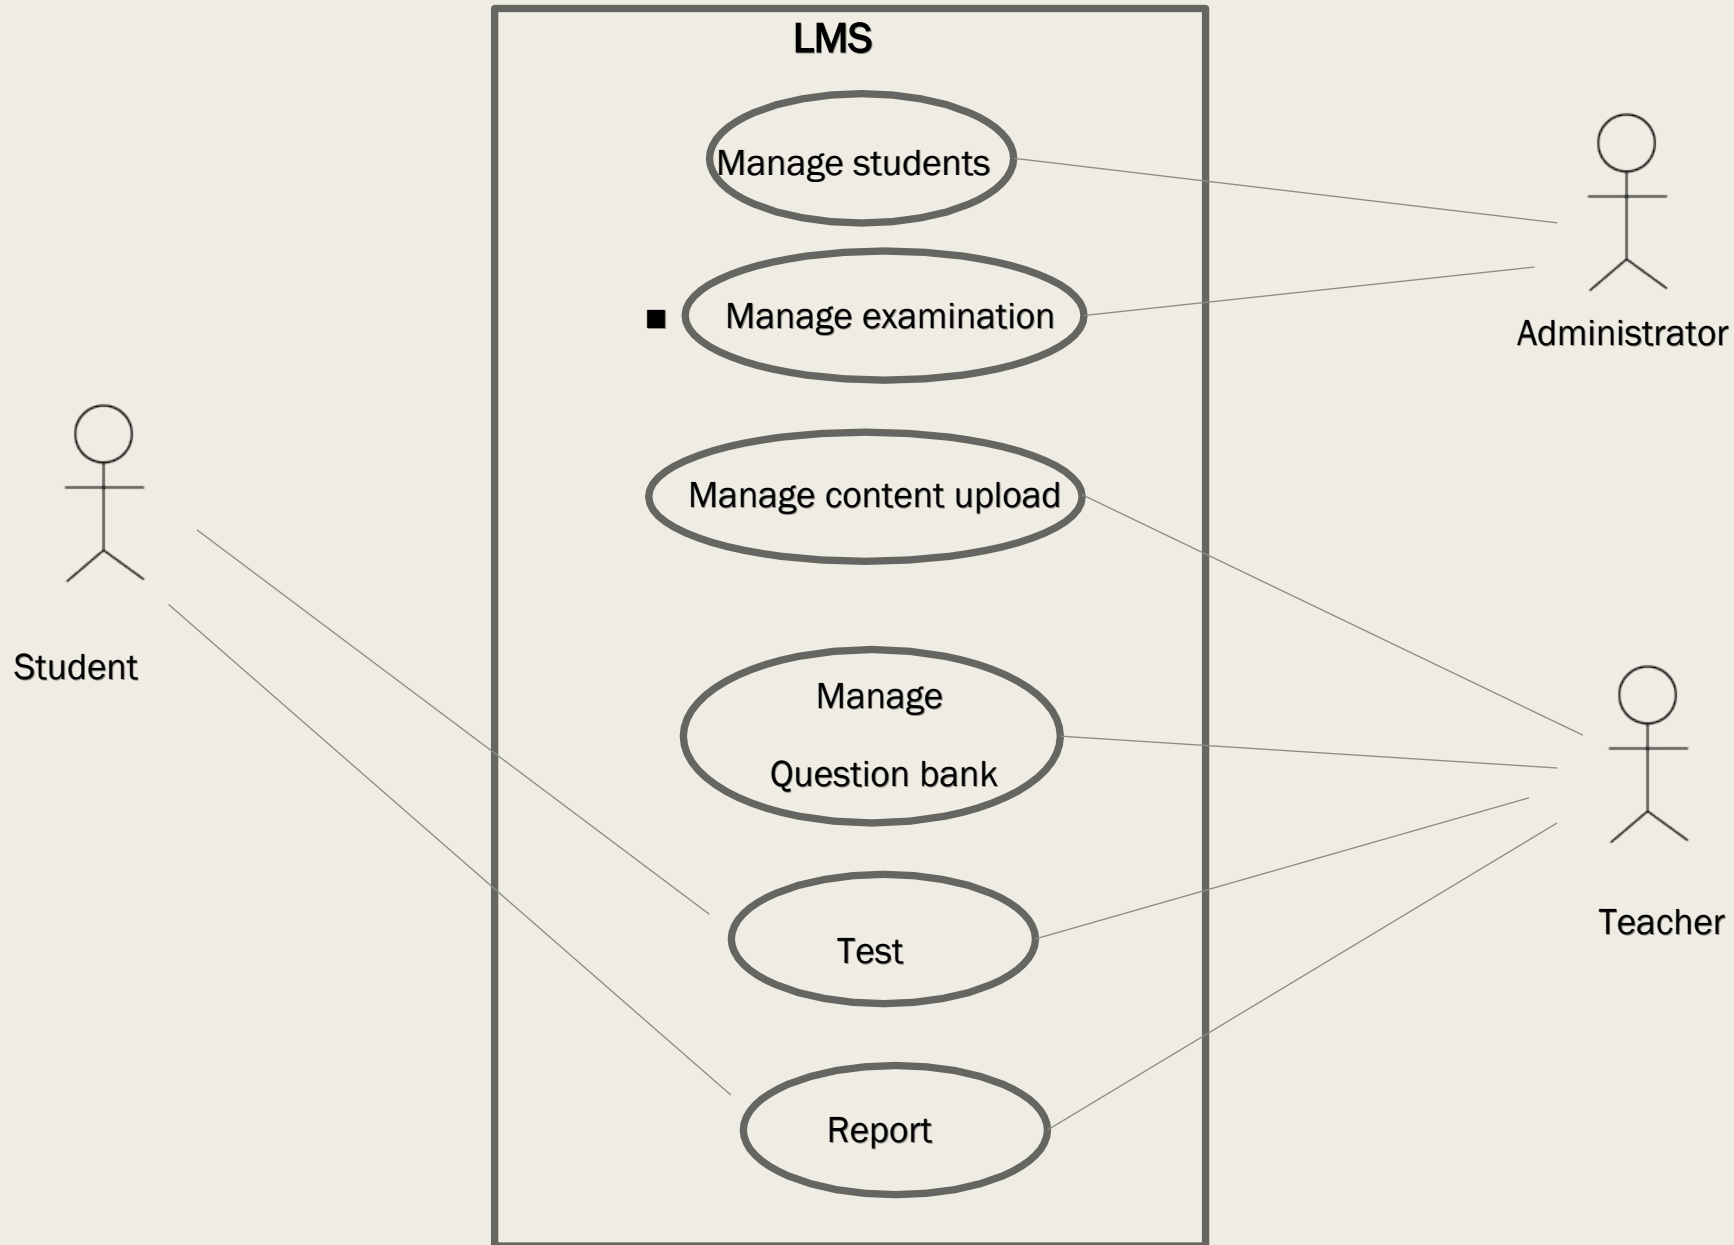 LMS
Manage students
Manage examination
Administrator
Manage content upload
Student
Manage
Question bank
Teacher
Test
Report